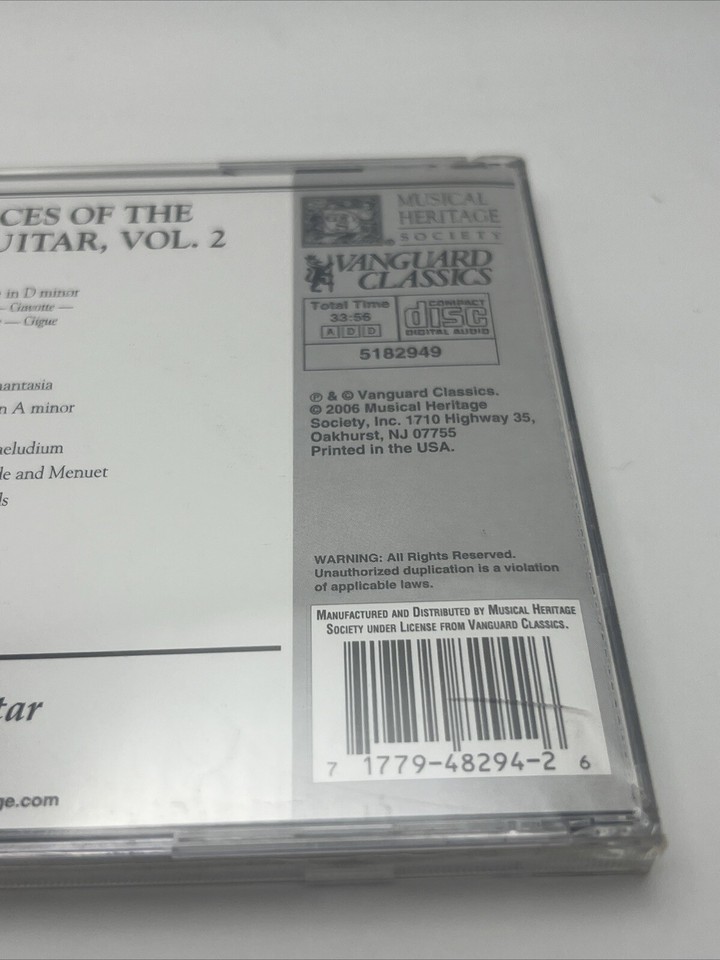 CES OF THE
UITAR, VOL. 2
in D minor
— Gavotte —
— Gigue
hantasia
n A minor
aeludium
de and Menuet
ls
tar
ge.com
MUSICAL
HERITAGE
SOCIETY
VANGUARD
CLASSICS
Total Time
33:56
A D D
COMPACT
disc
DIGITAL AUDIO
5182949
℗ & © Vanguard Classics.
© 2006 Musical Heritage
Society, Inc. 1710 Highway 35,
Oakhurst, NJ 07755
Printed in the USA.
WARNING: All Rights Reserved.
Unauthorized duplication is a violation
of applicable laws.
MANUFACTURED AND DISTRIBUTED BY MUSICAL HERITAGE
SOCIETY UNDER LICENSE FROM VANGUARD CLASSICS.
7 1779-48294-2 6